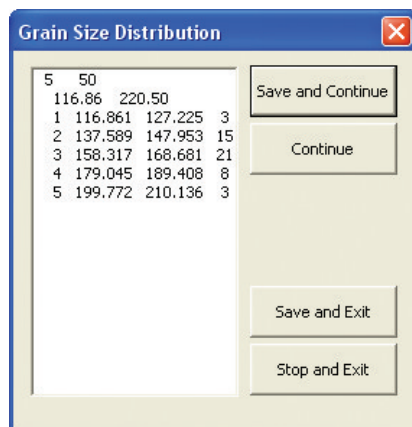 Grain Size Distribution
5 50
116.86 220.50
1 116.861 127.225 3
2 137.589 147.953 15
3 158.317 168.681 21
4 179.045 189.408 8
5 199.772 210.136 3
Save and Continue
Continue
Save and Exit
Stop and Exit